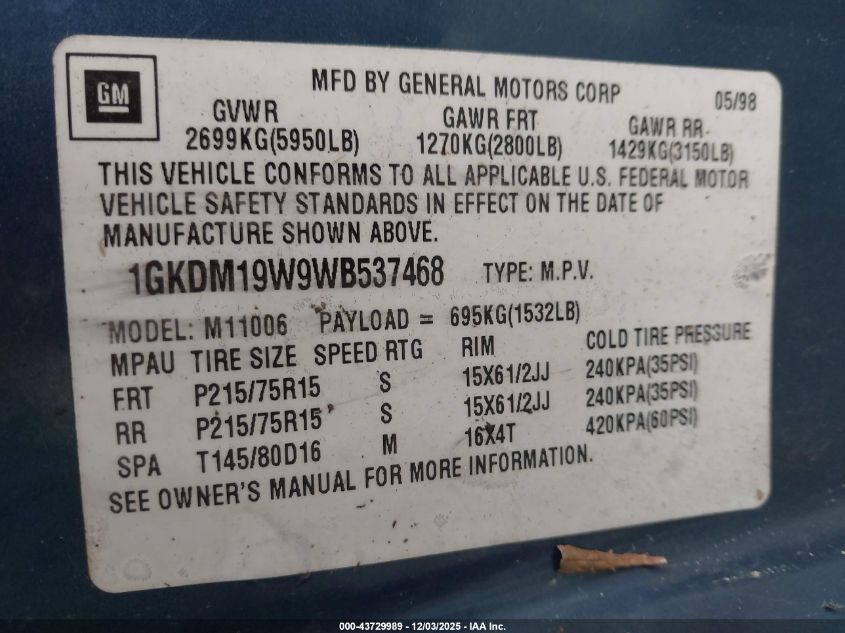 GM
MFD BY GENERAL MOTORS CORP 05/98
GVWR GAWR FRT GAWR RR
2699KG(5950LB) 1270KG(2800LB) 1429KG(3150LB)
THIS VEHICLE CONFORMS TO ALL APPLICABLE U.S. FEDERAL MOTOR
VEHICLE SAFETY STANDARDS IN EFFECT ON THE DATE OF
MANUFACTURE SHOWN ABOVE.
1GKDM19W9WB537468 TYPE: M.P.V.
MODEL: M11006 PAYLOAD = 695KG(1532LB)
MPAU TIRE SIZE SPEED RTG RIM COLD TIRE PRESSURE
FRT P215/75R15 S 15X61/2JJ 240KPA(35PSI)
RR P215/75R15 S 15X61/2JJ 240KPA(35PSI)
SPA T145/80D16 M 16X4T 420KPA(60PSI)
SEE OWNER'S MANUAL FOR MORE INFORMATION.
000-43729989 - 12/03/2025 - IAA Inc.